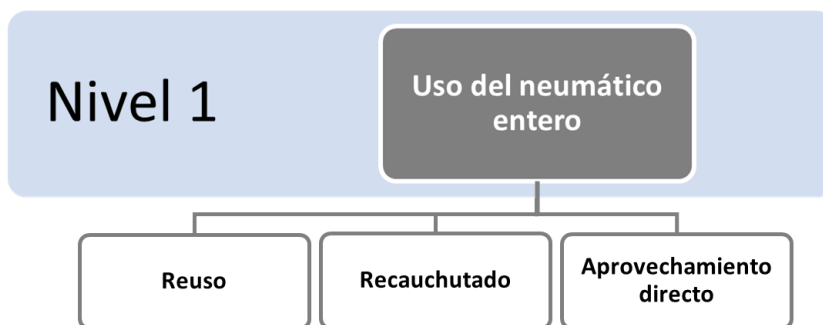 Nivel 1
Uso del neumático
entero
Reuso
Recauchutado
Aprovechamiento
directo